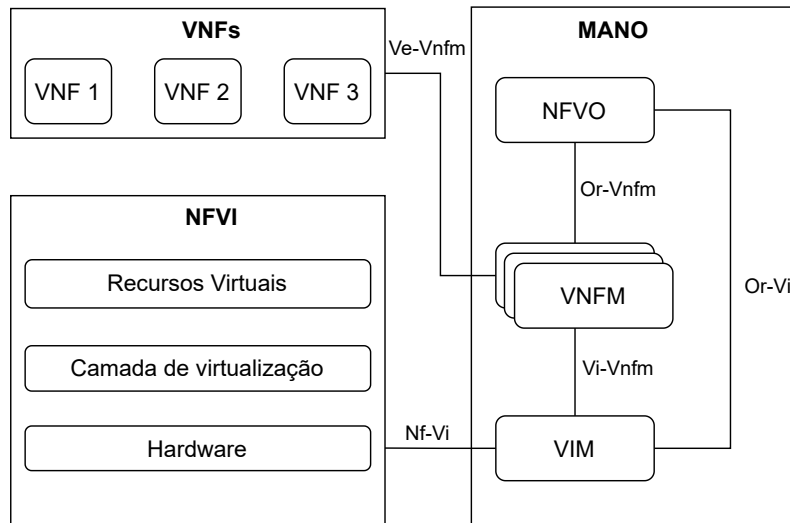 VNFs
VNF 1
VNF 2
VNF 3
Ve-Vnfm
MANO
NFVO
Or-Vnfm
NFVI
Recursos Virtuais
VNFM
Or-Vi
Camada de virtualização
Vi-Vnfm
Hardware
Nf-Vi
VIM